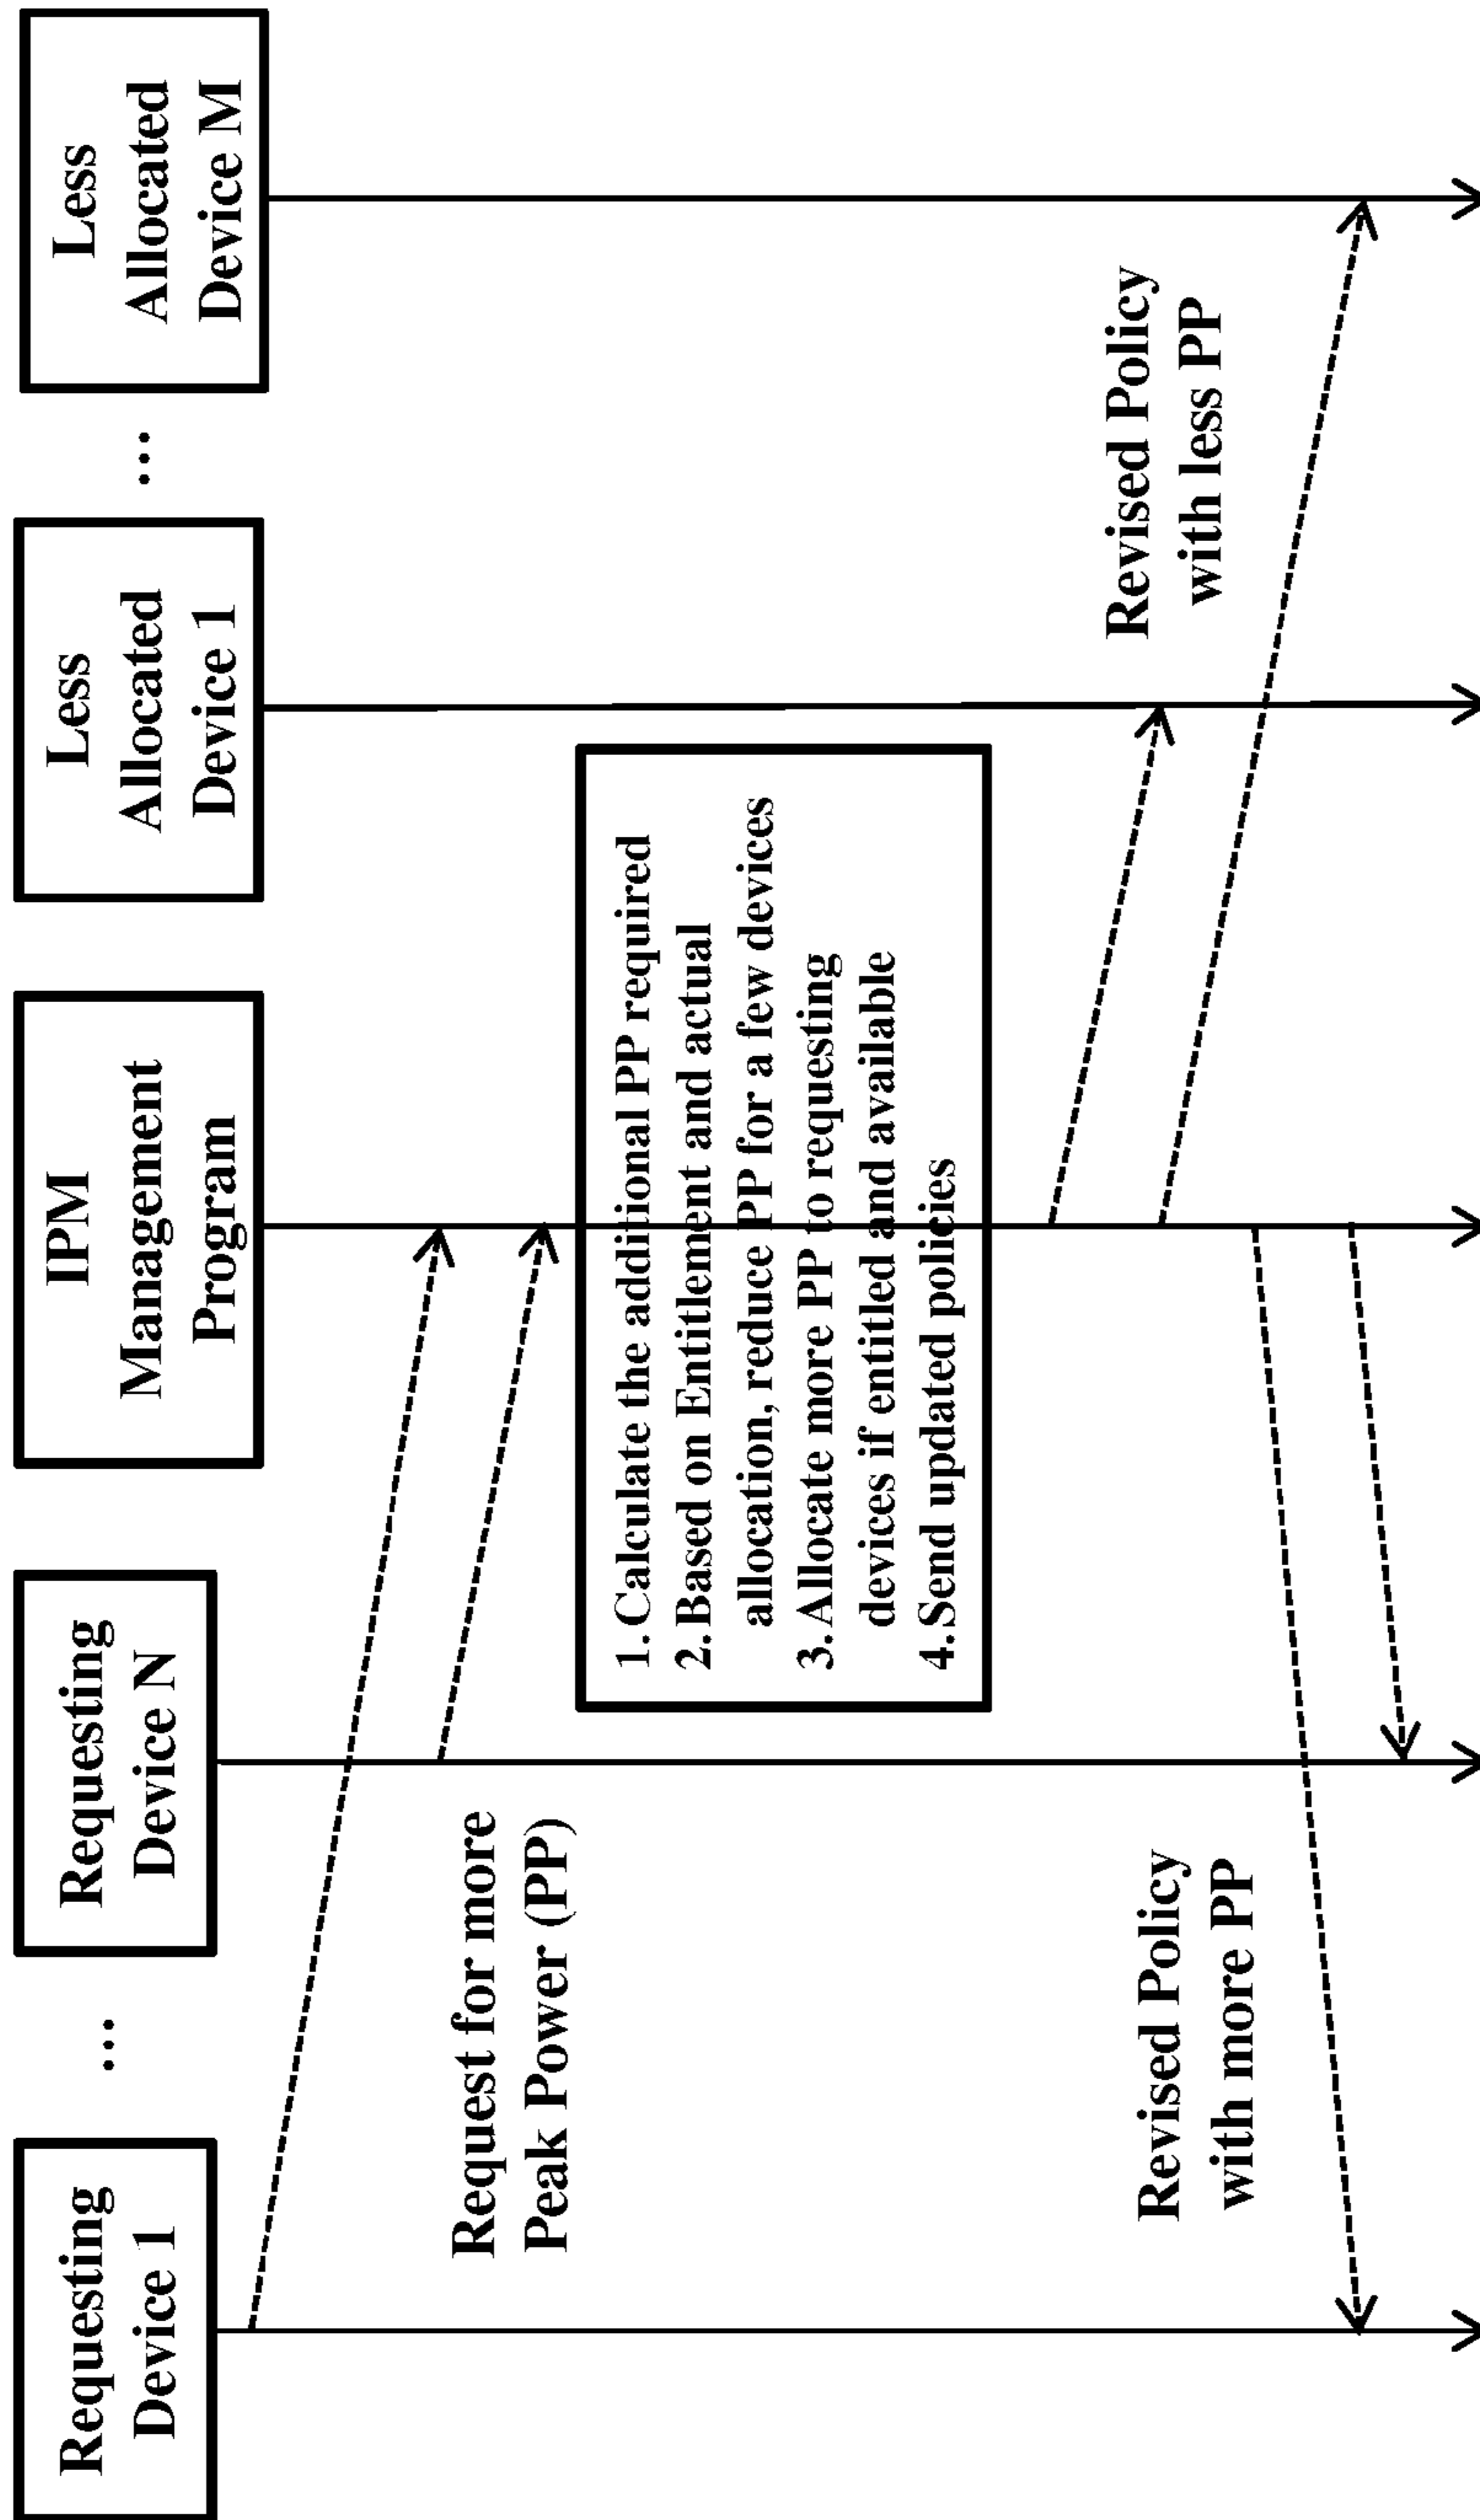 Requesting
Device 1
...
Requesting
Device N
IPM
Management
Program
Less
Allocated
Device 1
...
Less
Allocated
Device M
Request for more
Peak Power (PP)
1. Calculate the additional PP required
2. Based on Entitlement and actual
allocation, reduce PP for a few devices
3. Allocate more PP to requesting
devices if entitled and available
4. Send updated policies
Revised Policy
with less PP
Revised Policy
with more PP